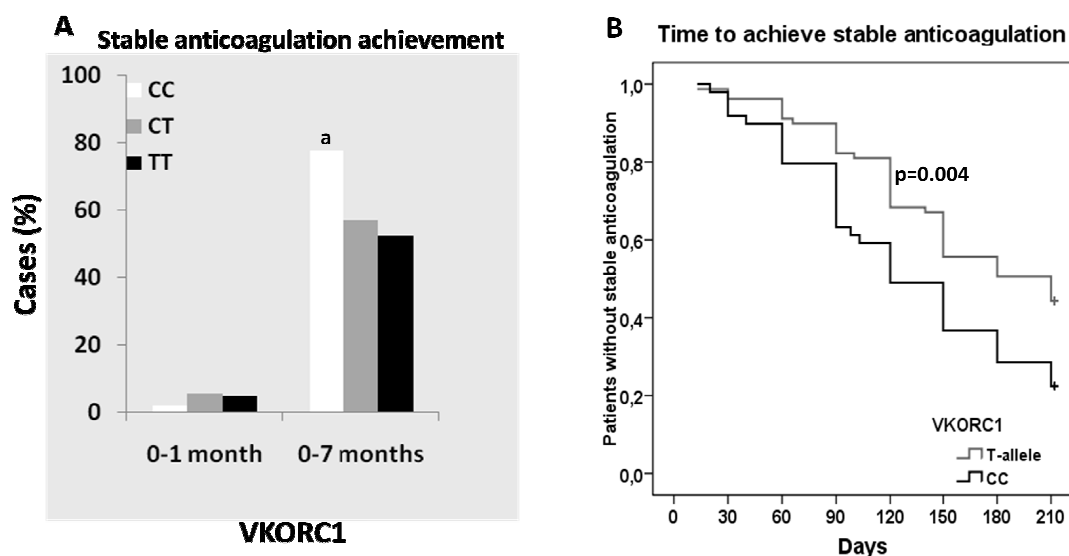 A
Stable anticoagulation achievement
100
80
60
40
20
0
CC
CT
TT
a
Cases (%)
0-1 month
0-7 months
VKORC1
B
Time to achieve stable anticoagulation
Patients without stable anticoagulation
1,0
0,8
0,6
0,4
0,2
0,0
p=0.004
VKORC1
T-allele
CC
0
30
60
90
120
150
180
210
Days